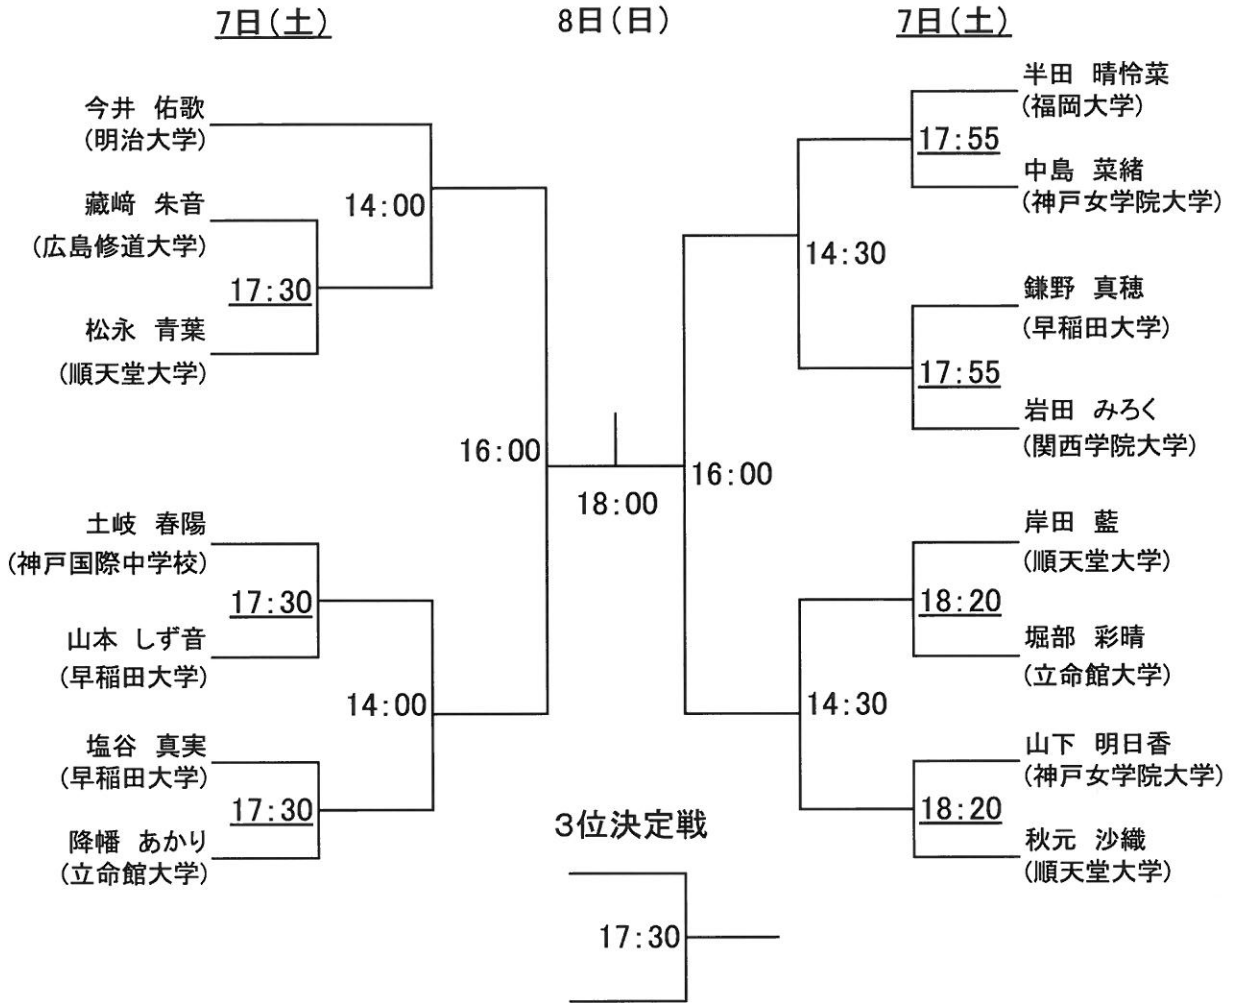 7日(土)
8日(日)
7日(土)
今井 佑歌
(明治大学)
藏﨑 朱音
(広島修道大学)
17:30
松永 青葉
(順天堂大学)
14:00
土岐 春陽
(神戸国際中学校)
17:30
山本 しず音
(早稲田大学)
14:00
塩谷 真実
(早稲田大学)
17:30
降幡 あかり
(立命館大学)
16:00
18:00
16:00
半田 晴怜菜
(福岡大学)
17:55
中島 菜緒
(神戸女学院大学)
14:30
鎌野 真穂
(早稲田大学)
17:55
岩田 みろく
(関西学院大学)
岸田 藍
(順天堂大学)
18:20
堀部 彩晴
(立命館大学)
14:30
山下 明日香
(神戸女学院大学)
18:20
秋元 沙織
(順天堂大学)
3位決定戦
17:30